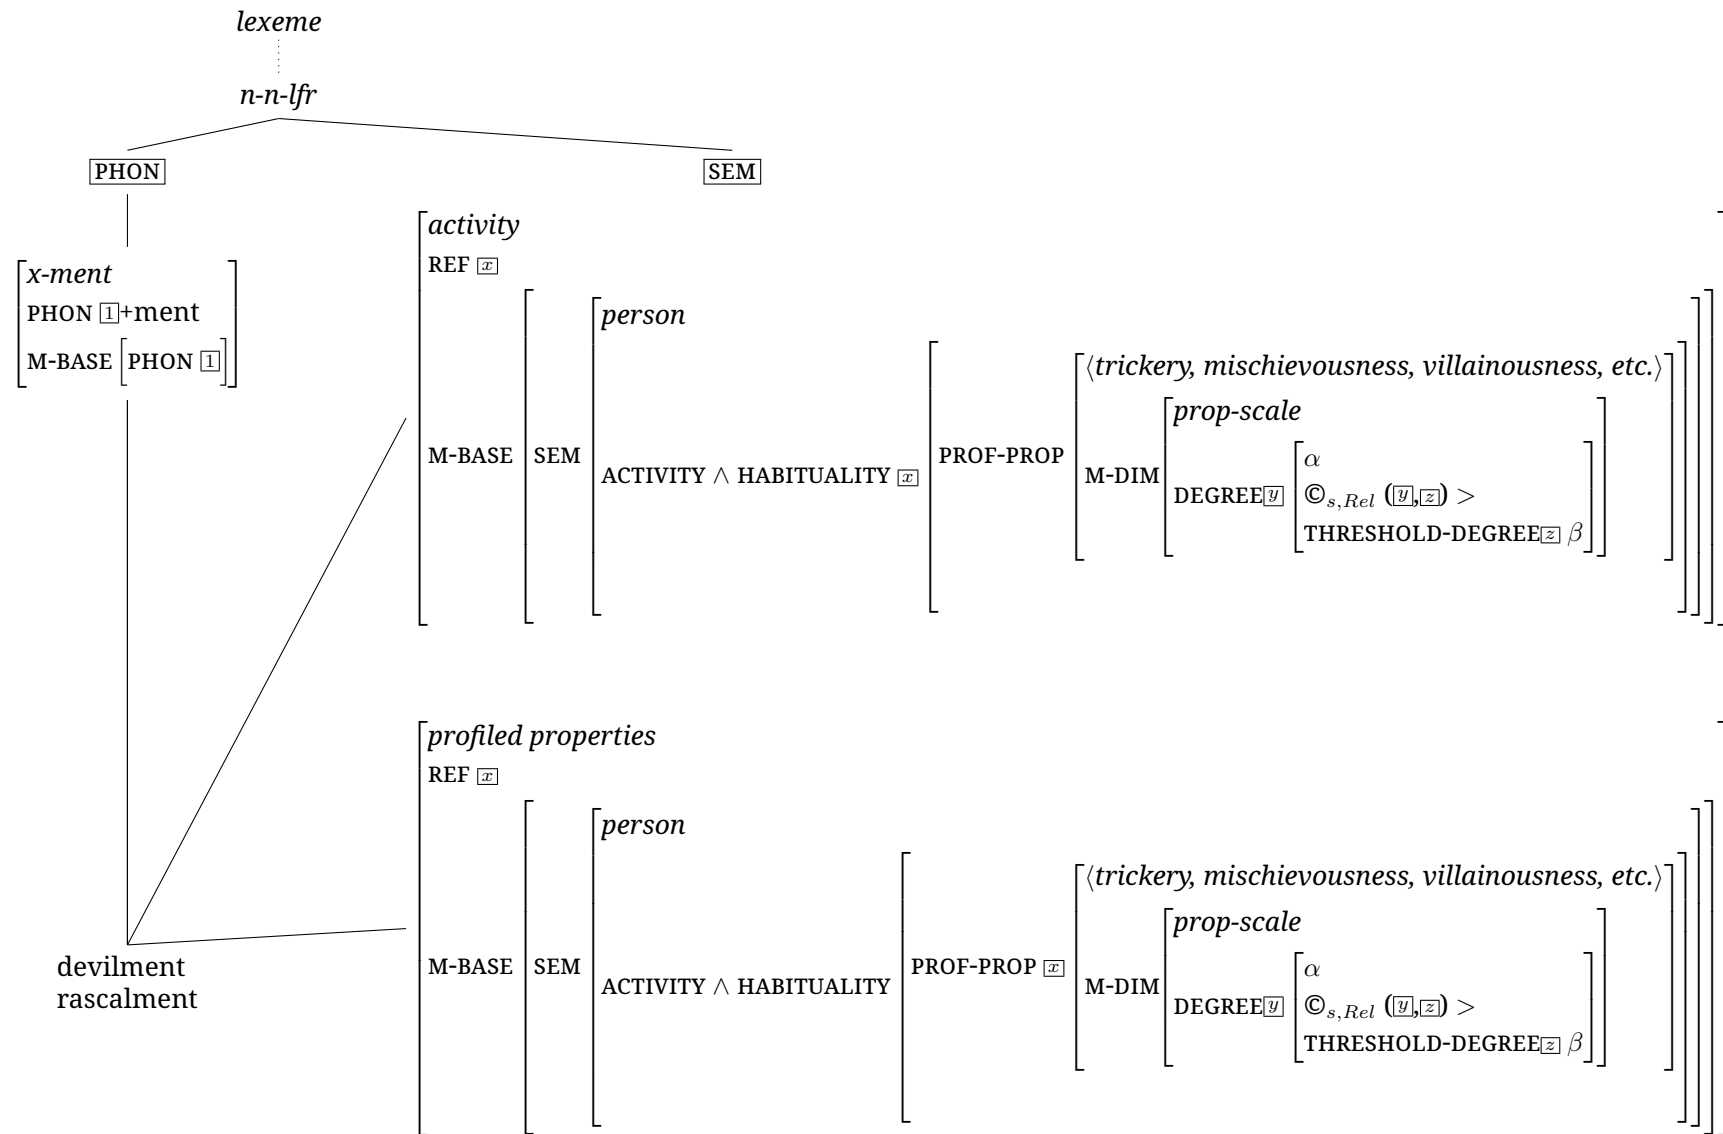 lexeme
n-n-lfr
PHON
SEM
x-ment
PHON 1+ment
M-BASE [PHON 1]
activity
REF x
M-BASE
SEM
person
ACTIVITY ∧ HABITUALITY x
PROF-PROP
⟨trickery, mischievousness, villainousness, etc.⟩
M-DIM
prop-scale
DEGREE y
α
©s,Rel (y,z) >
THRESHOLD-DEGREE z β
profiled properties
REF x
M-BASE
SEM
person
ACTIVITY ∧ HABITUALITY
PROF-PROP x
⟨trickery, mischievousness, villainousness, etc.⟩
M-DIM
prop-scale
DEGREE y
α
©s,Rel (y,z) >
THRESHOLD-DEGREE z β
devilment
rascalment